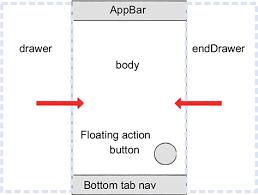 AppBar
drawer
endDrawer
body
Floating action
button
Bottom tab nav